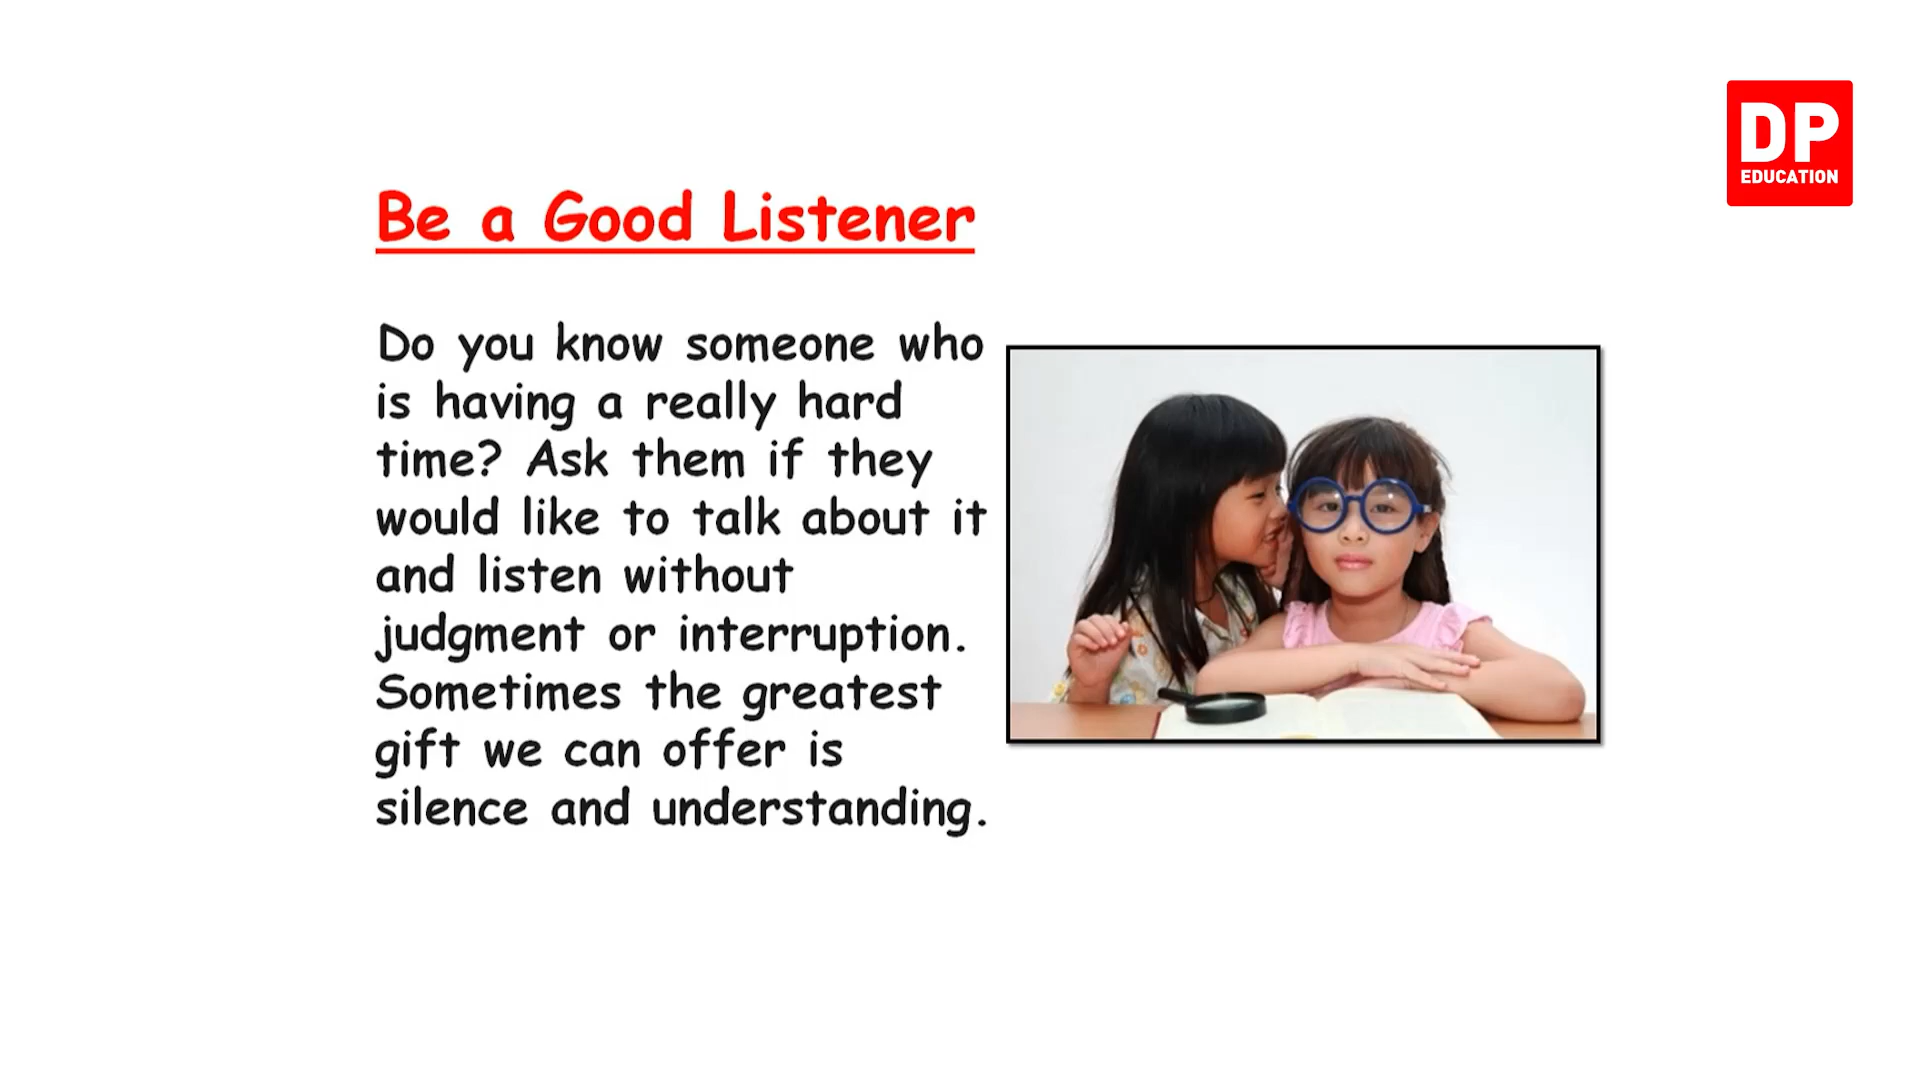 DP
EDUCATION
Be a Good Listener
Do you know someone who
is having a really hard
time? Ask them if they
would like to talk about it
and listen without
judgment or interruption.
Sometimes the greatest
gift we can offer is
silence and understanding.